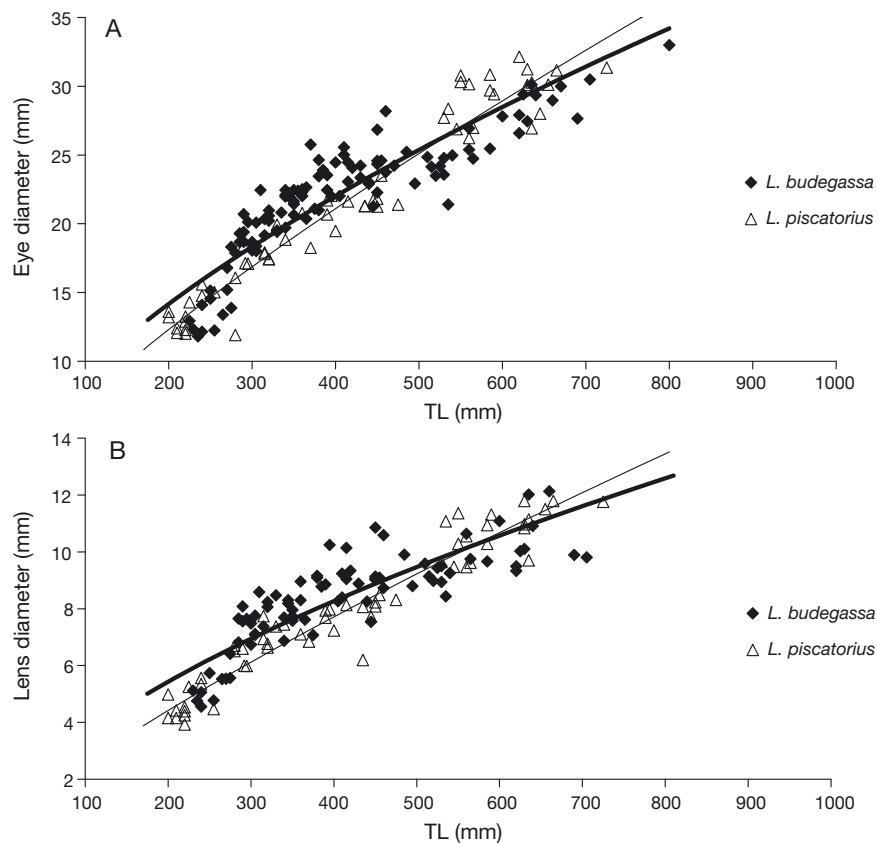 A
Eye diameter (mm)
35
30
25
20
15
10
100 200 300 400 500 600 700 800 900 1000
TL (mm)
◆ L. budegassa
△ L. piscatorius
B
Lens diameter (mm)
14
12
10
8
6
4
2
100 200 300 400 500 600 700 800 900 1000
TL (mm)
◆ L. budegassa
△ L. piscatorius